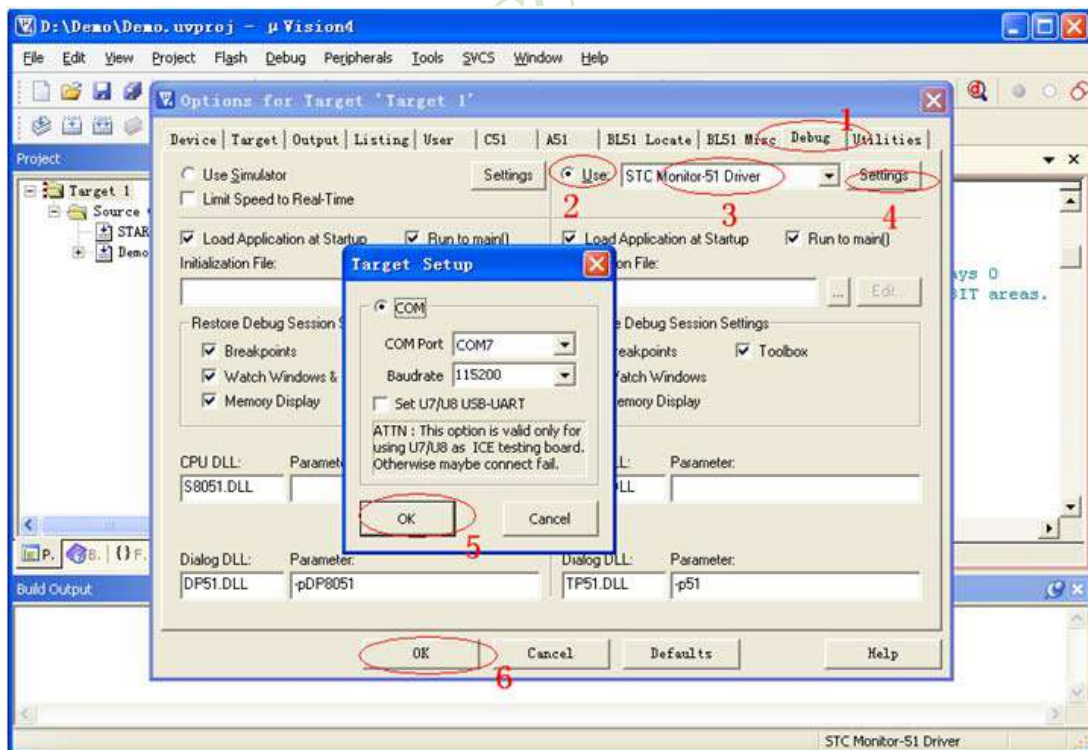 D:\Demo\Demo.uvproj - µVision4
File Edit View Project Flash Debug Peripherals Tools SVCS Window Help
Options for Target 'Target 1'
Device Target Output Listing User C51 A51 BL51 Locate BL51 Misc Debug Utilities
1
Project
Use Simulator Settings Use: STC Monitor-51 Driver Settings
Limit Speed to Real-Time
2 3 4
Target 1
Source
STAR
Demo
Load Application at Startup Run to main() Load Application at Startup Run to main()
Initialization File: on File:
... Edit...
ays 0
BIT areas.
Target Setup
COM
COM Port COM7
Baudrate 115200
Set U7/U8 USB-UART
ATTN : This option is valid only for
using U7/U8 as ICE testing board.
Otherwise maybe connect fail.
OK Cancel
5
Restore Debug Session S Debug Session Settings
Breakpoints eakpoints Toolbox
Watch Windows & atch Windows
Memory Display emory Display
CPU DLL: Paramet LL: Parameter:
S8051.DLL DLL
Dialog DLL: Parameter: Dialog DLL: Parameter:
DP51.DLL -pDP8051 TP51.DLL -p51
P. B. {} F.
Build Output
OK Cancel Defaults Help
6
STC Monitor-51 Driver